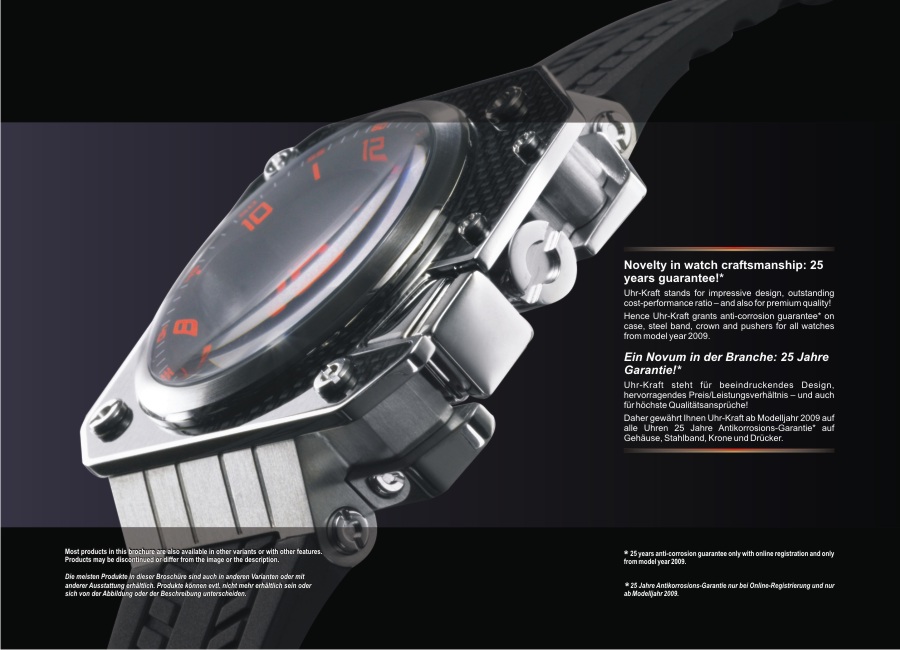 12
1
10
8
Novelty in watch craftsmanship: 25
years guarantee!*
Uhr-Kraft stands for impressive design, outstanding
cost-performance ratio – and also for premium quality!
Hence Uhr-Kraft grants anti-corrosion guarantee* on
case, steel band, crown and pushers for all watches
from model year 2009.
Ein Novum in der Branche: 25 Jahre
Garantie!*
Uhr-Kraft steht für beeindruckendes Design,
hervorragendes Preis/Leistungsverhältnis – und auch
für höchste Qualitätsansprüche!
Daher gewährt Ihnen Uhr-Kraft ab Modelljahr 2009 auf
alle Uhren 25 Jahre Antikorrosions-Garantie* auf
Gehäuse, Stahlband, Krone und Drücker.
Most products in this brochure are also available in other variants or with other features.
Products may be discontinued or differ from the image or the description.
Die meisten Produkte in dieser Broschüre sind auch in anderen Varianten oder mit
anderer Ausstattung erhältlich. Produkte können evtl. nicht mehr erhältlich sein oder
sich von der Abbildung oder der Beschreibung unterscheiden.
* 25 years anti-corrosion guarantee only with online registration and only
from model year 2009.
* 25 Jahre Antikorrosions-Garantie nur bei Online-Registrierung und nur
ab Modelljahr 2009.